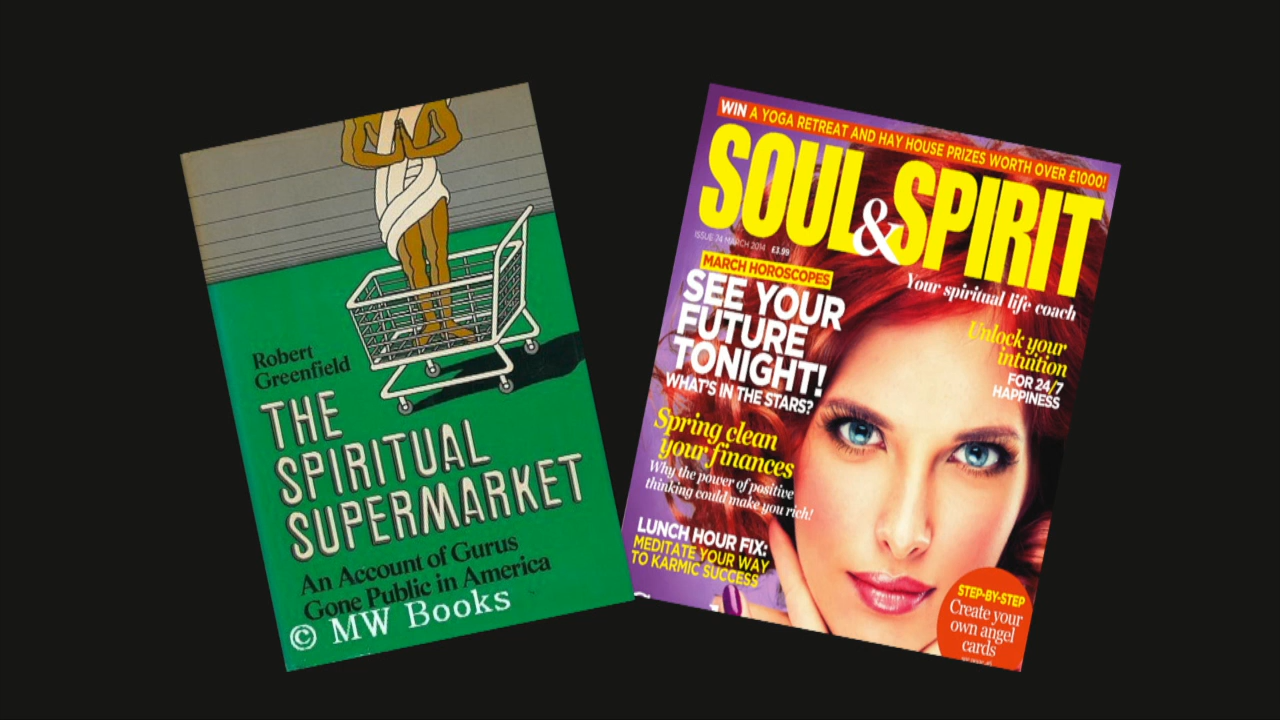 Robert
Greenfield
THE
SPIRITUAL
SUPERMARKET
An Account of Gurus
Gone Public in America
© MW Books
WIN A YOGA RETREAT AND HAY HOUSE PRIZES WORTH OVER £1000!
SOUL&SPIRIT
ISSUE 74 MARCH 2014 £3.99
Your spiritual life coach
MARCH HOROSCOPES
SEE YOUR
FUTURE
TONIGHT!
WHAT'S IN THE STARS?
Unlock your
intuition
FOR 24/7
HAPPINESS
Spring clean
your finances
Why the power of positive
thinking could make you rich!
LUNCH HOUR FIX:
MEDITATE YOUR WAY
TO KARMIC SUCCESS
STEP-BY-STEP
Create your
own angel
cards